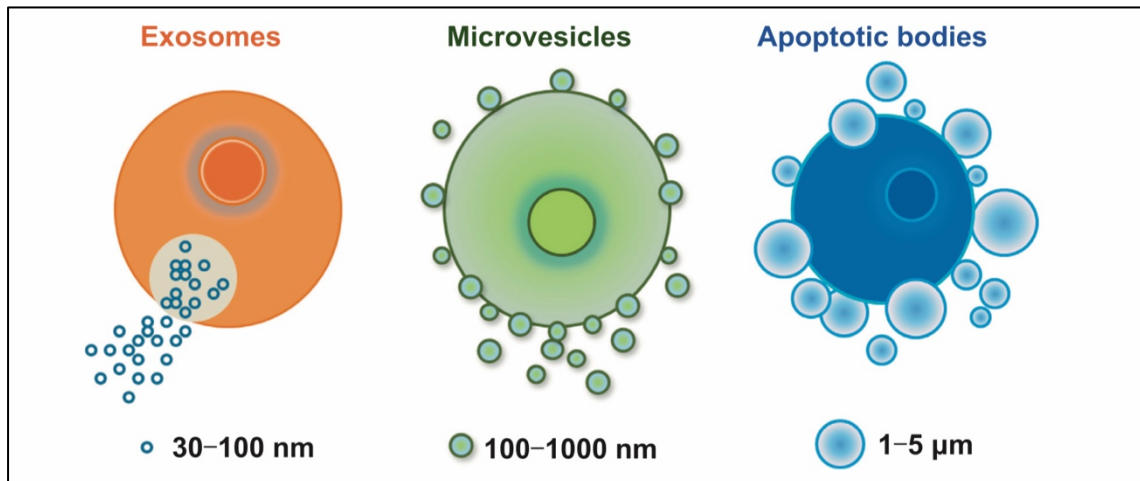 Exosomes
Microvesicles
Apoptotic bodies
30–100 nm
100–1000 nm
1–5 µm